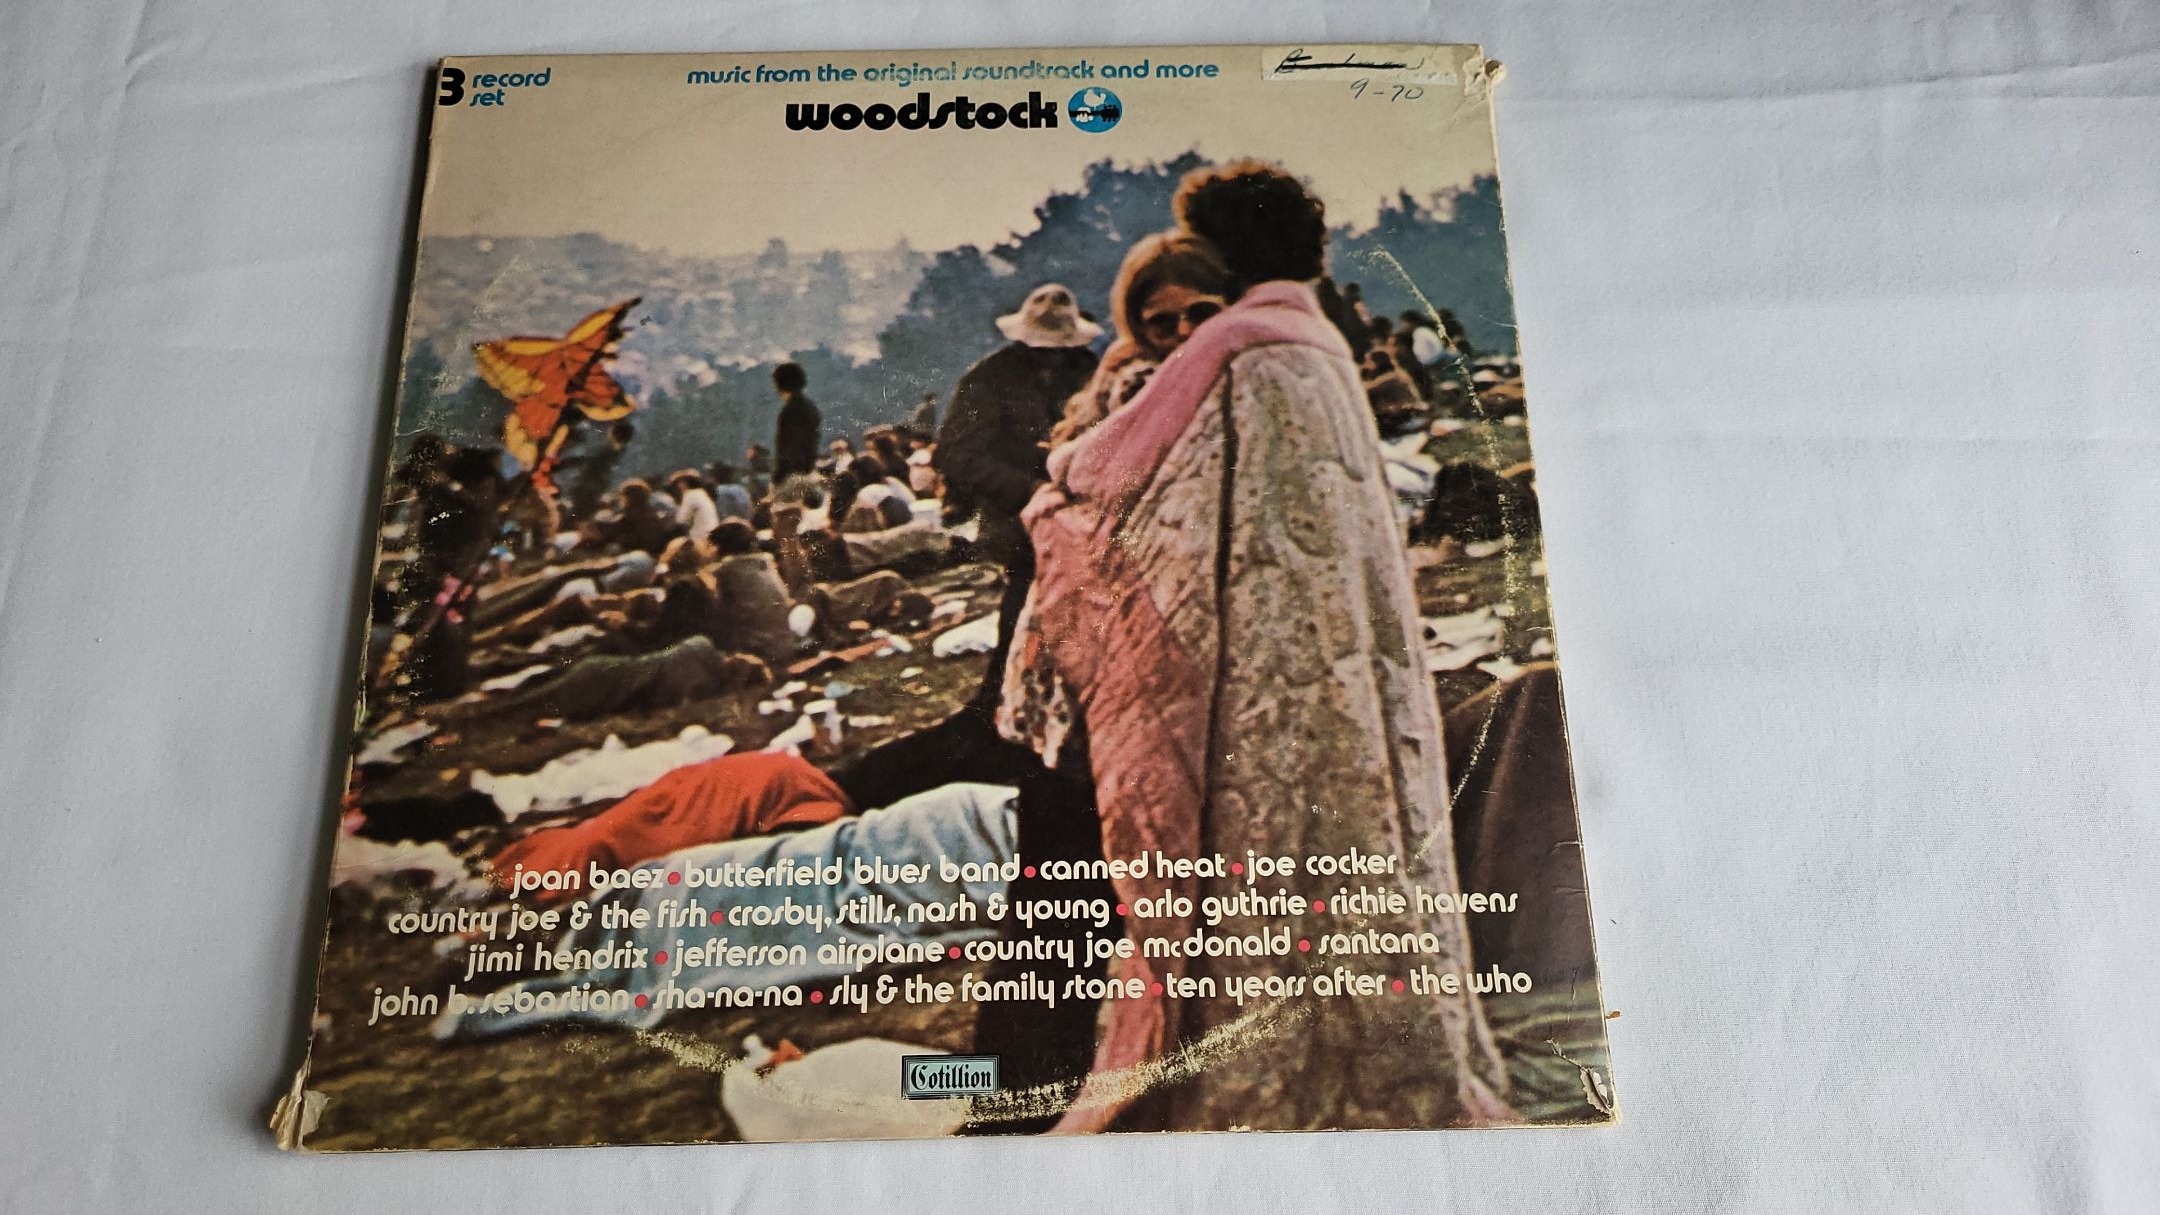 3 record
set
music from the original soundtrack and more
woodstock
9-70
joan baez • butterfield blues band • canned heat • joe cocker
country joe & the fish • crosby, stills, nash & young • arlo guthrie • richie havens
jimi hendrix • jefferson airplane • country joe mcdonald • santana
john b. sebastian • sha-na-na • sly & the family stone • ten years after • the who
Cotillion